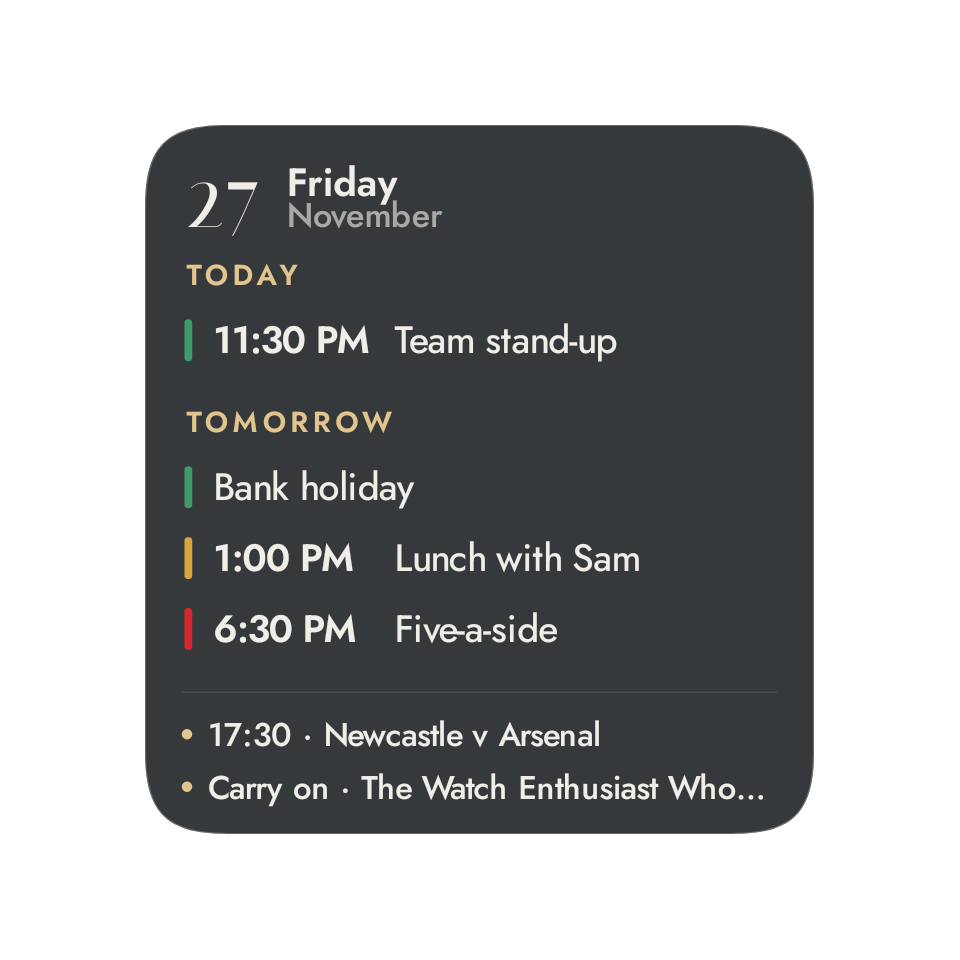 27 Friday
November
TODAY
11:30 PM Team stand-up
TOMORROW
Bank holiday
1:00 PM Lunch with Sam
6:30 PM Five-a-side
• 17:30 · Newcastle v Arsenal
• Carry on · The Watch Enthusiast Who...